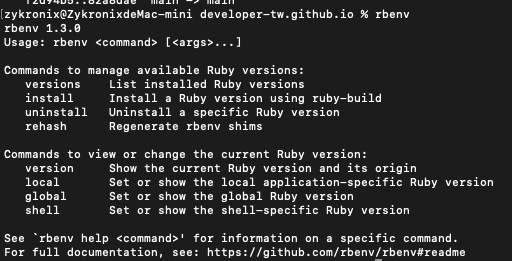 f2d94b5..82a8dae  main -> main
[zykronix@ZykronixdeMac-mini developer-tw.github.io % rbenv
rbenv 1.3.0
Usage: rbenv <command> [<args>...]

Commands to manage available Ruby versions:
   versions    List installed Ruby versions
   install     Install a Ruby version using ruby-build
   uninstall   Uninstall a specific Ruby version
   rehash      Regenerate rbenv shims

Commands to view or change the current Ruby version:
   version     Show the current Ruby version and its origin
   local       Set or show the local application-specific Ruby version
   global      Set or show the global Ruby version
   shell       Set or show the shell-specific Ruby version

See `rbenv help <command>' for information on a specific command.
For full documentation, see: https://github.com/rbenv/rbenv#readme